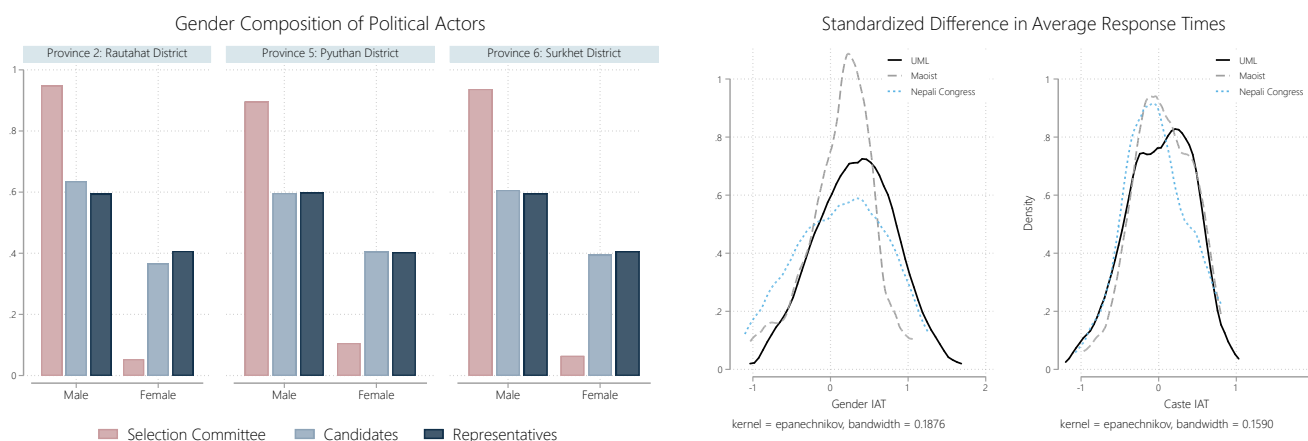 Gender Composition of Political Actors
Province 2: Rautahat District
Province 5: Pyuthan District
Province 6: Surkhet District
1
.8
.6
.4
.2
0
Male
Female
Male
Female
Male
Female
Selection Committee
Candidates
Representatives
Standardized Difference in Average Response Times
UML
Maoist
Nepali Congress
1
.8
.6
.4
.2
0
-1
0
1
2
Gender IAT
kernel = epanechnikov, bandwidth = 0.1876
UML
Maoist
Nepali Congress
Density
1
.8
.6
.4
.2
0
-1
0
1
Caste IAT
kernel = epanechnikov, bandwidth = 0.1590